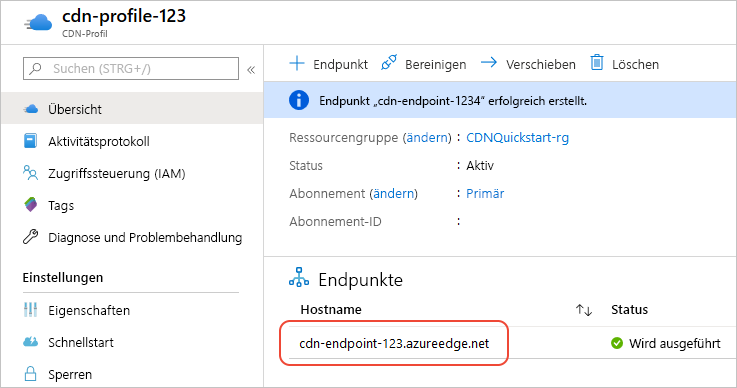 cdn-profile-123
CDN-Profil
Suchen (STRG+/)
«
Übersicht
Aktivitätsprotokoll
Zugriffssteuerung (IAM)
Tags
Diagnose und Problembehandlung
Einstellungen
Eigenschaften
Schnellstart
Sperren
Endpunkt
Bereinigen
Verschieben
Löschen
Endpunkt „cdn-endpoint-1234“ erfolgreich erstellt.
Ressourcengruppe (ändern) : CDNQuickstart-rg
Status : Aktiv
Abonnement (ändern) : Primär
Abonnement-ID :
Endpunkte
Hostname Status
cdn-endpoint-123.azureedge.net Wird ausgeführt